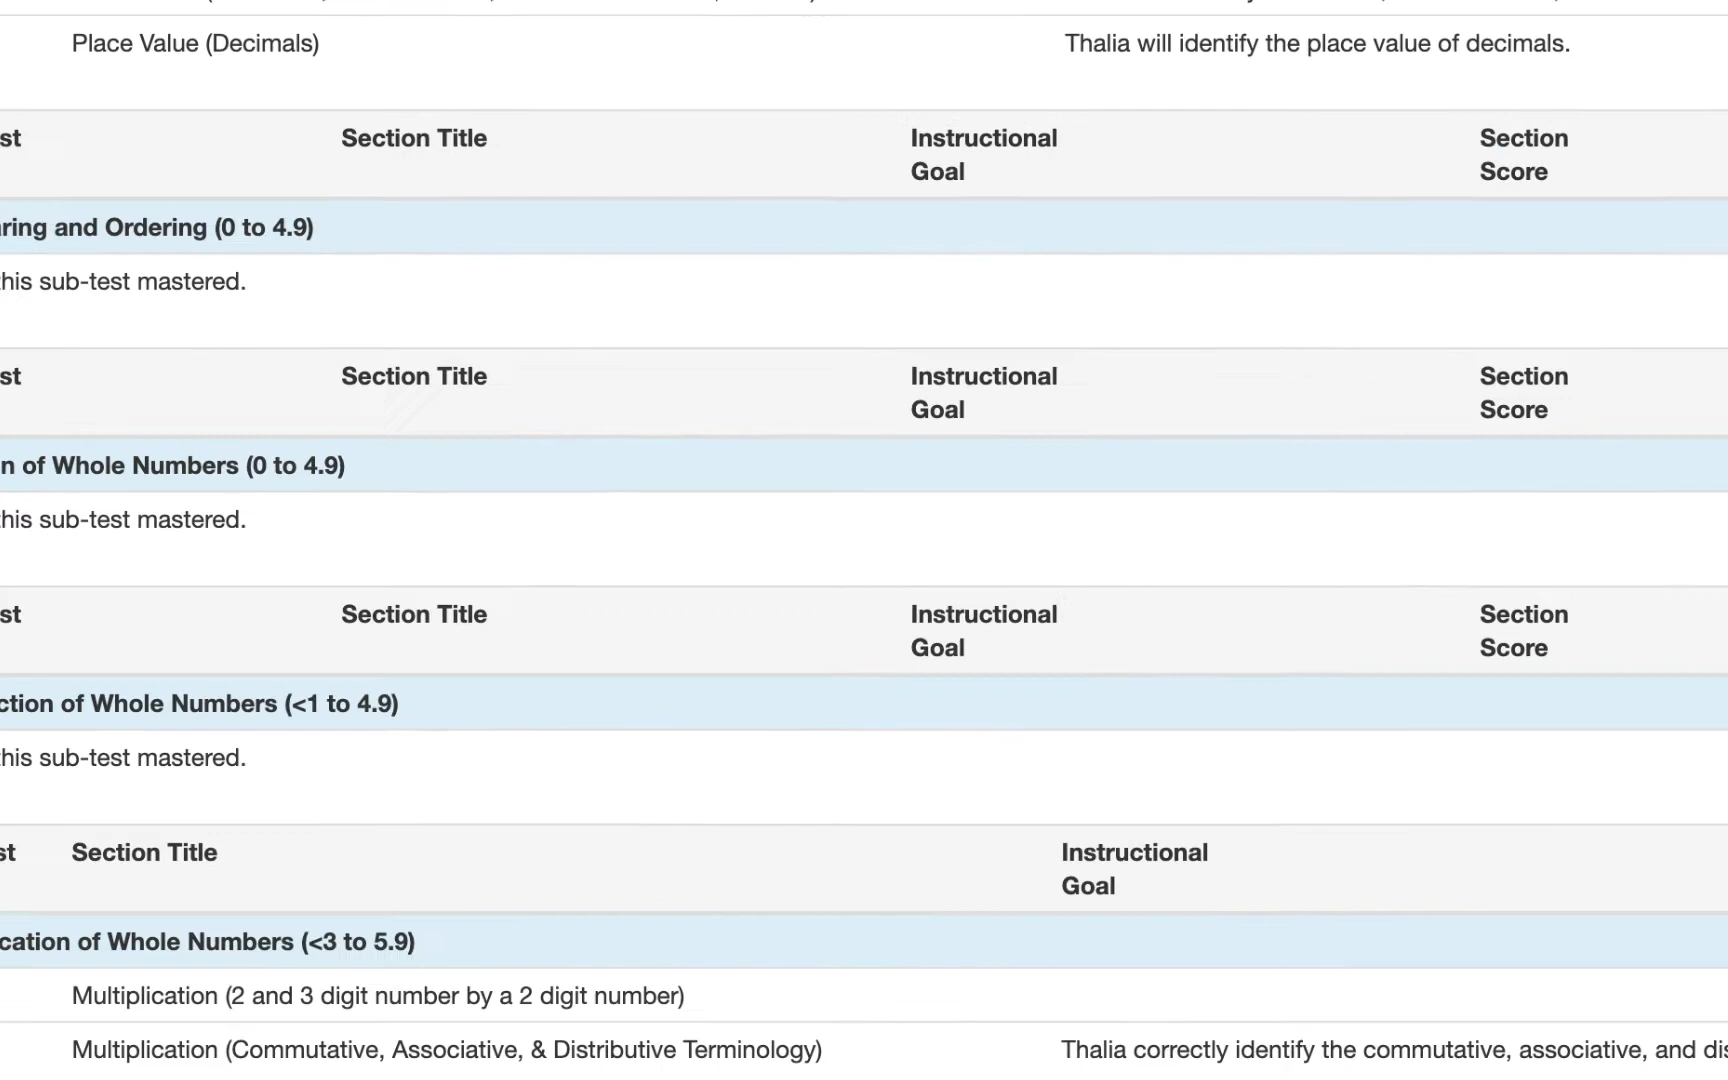 Place Value (Decimals) Thalia will identify the place value of decimals.
st Section Title Instructional Goal Section Score
ring and Ordering (0 to 4.9)
his sub-test mastered.
st Section Title Instructional Goal Section Score
n of Whole Numbers (0 to 4.9)
his sub-test mastered.
st Section Title Instructional Goal Section Score
ction of Whole Numbers (<1 to 4.9)
his sub-test mastered.
st Section Title Instructional Goal
cation of Whole Numbers (<3 to 5.9)
Multiplication (2 and 3 digit number by a 2 digit number)
Multiplication (Commutative, Associative, & Distributive Terminology) Thalia correctly identify the commutative, associative, and dis